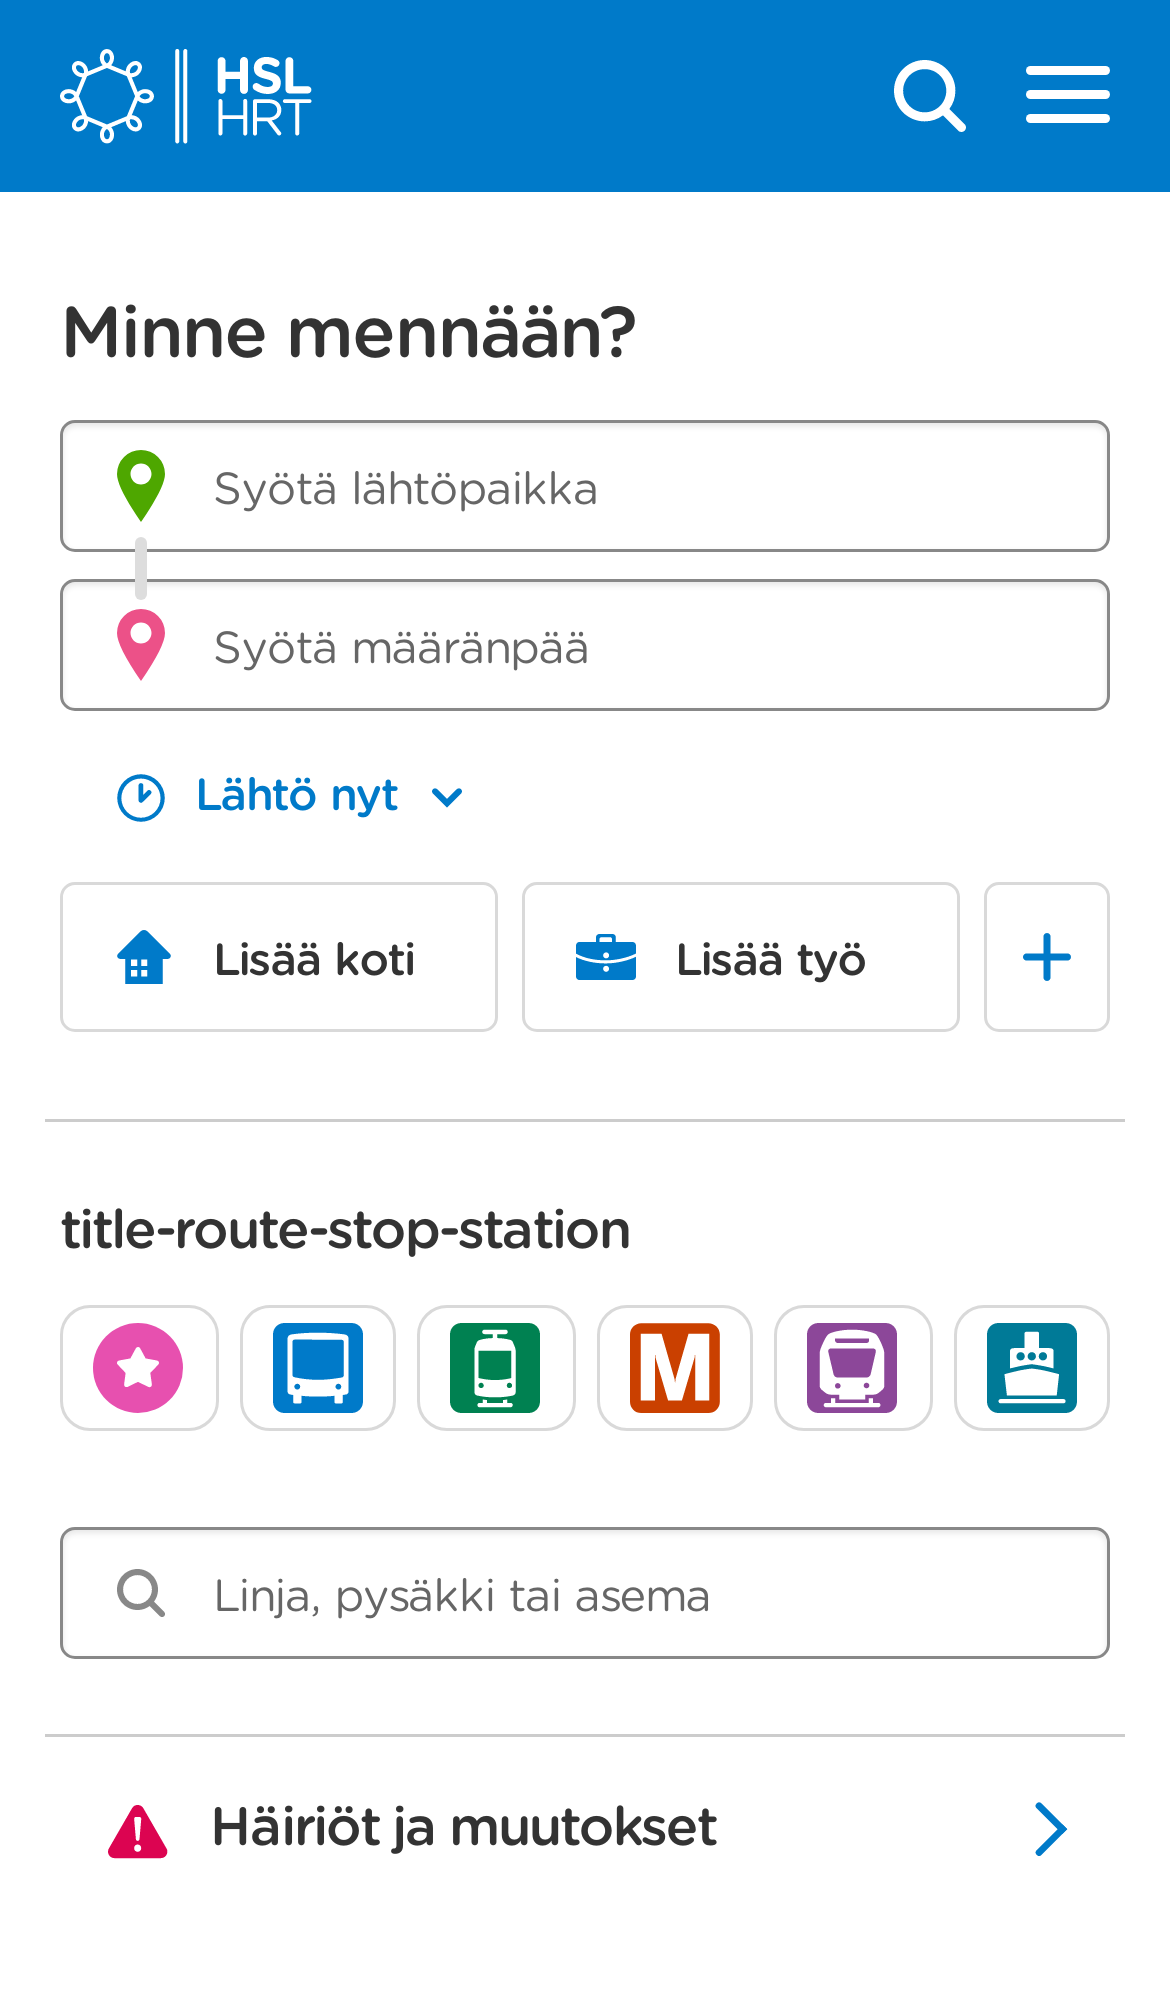 HSL
HRT
Minne mennään?
Syötä lähtöpaikka
Syötä määränpää
Lähtö nyt
Lisää koti
Lisää työ
title-route-stop-station
M
Linja, pysäkki tai asema
Häiriöt ja muutokset